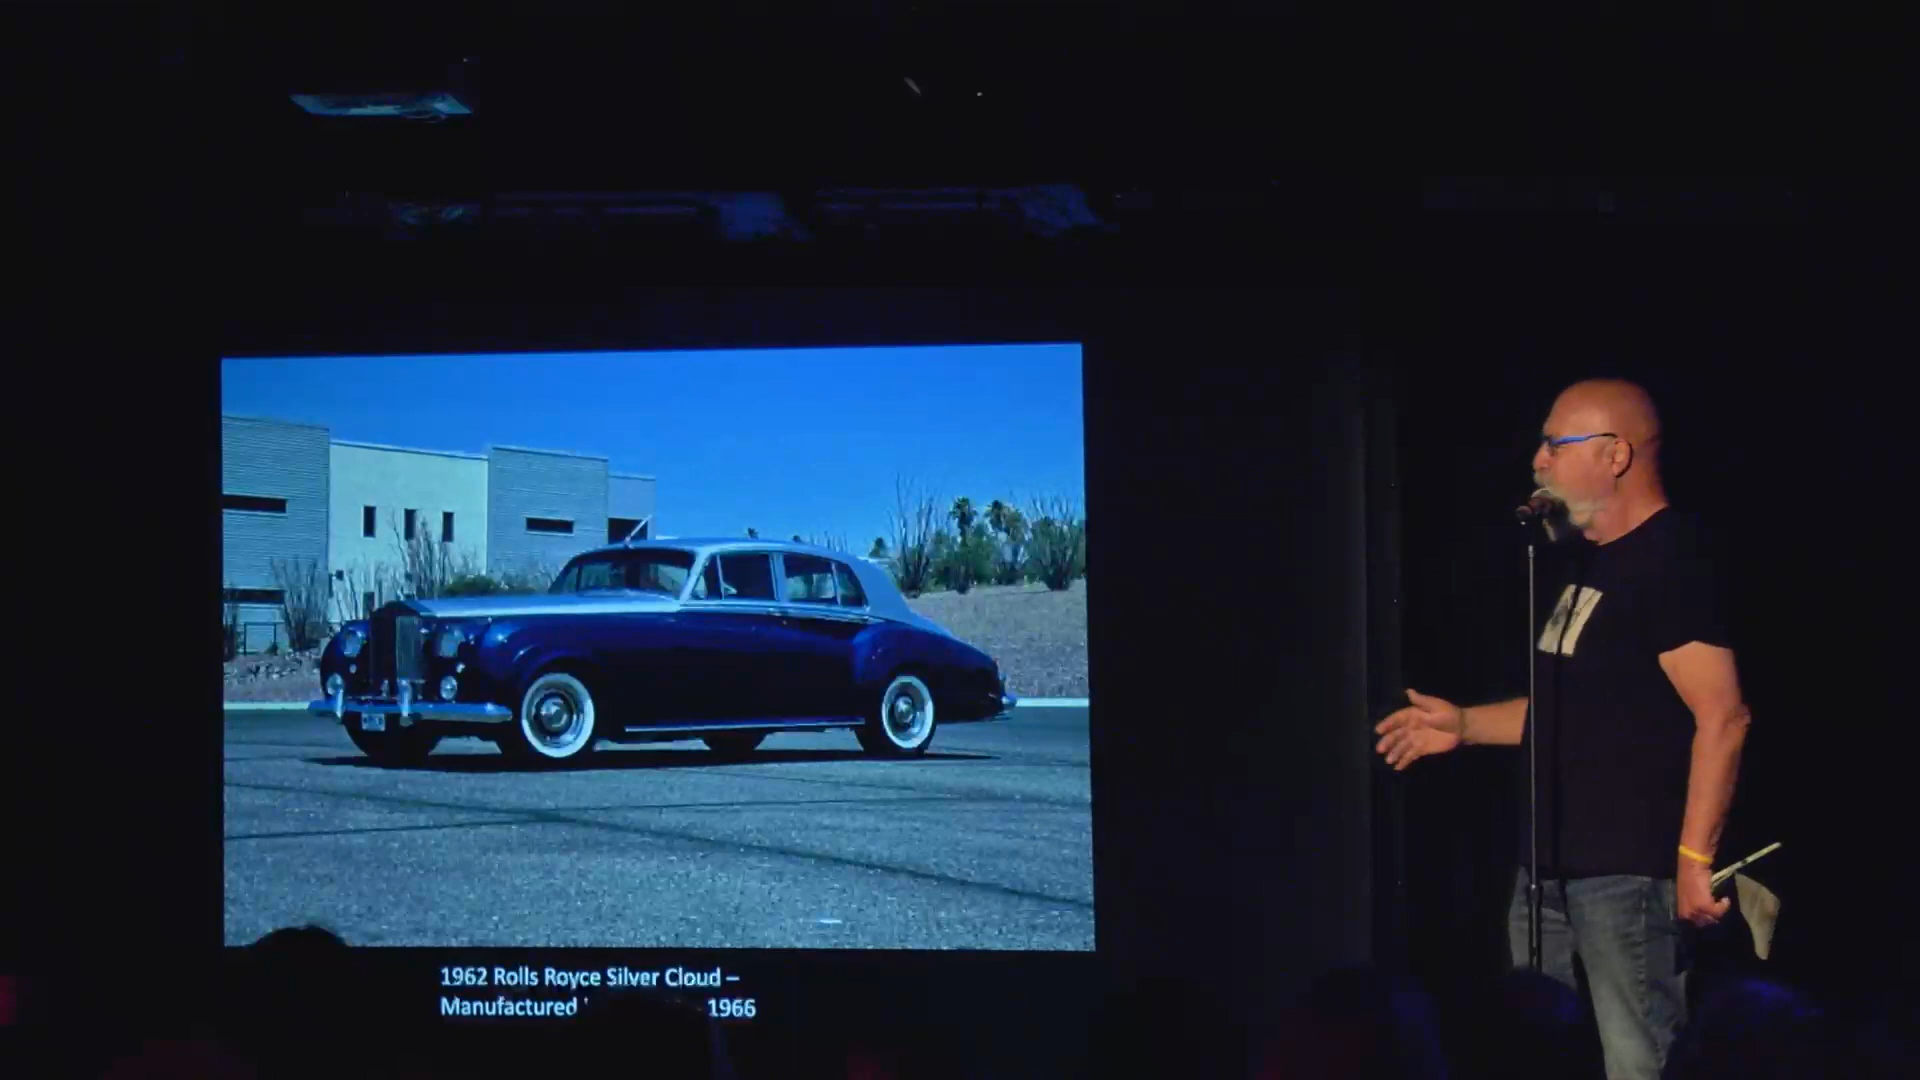 1962 Rolls Royce Silver Cloud –
Manufactured 1966